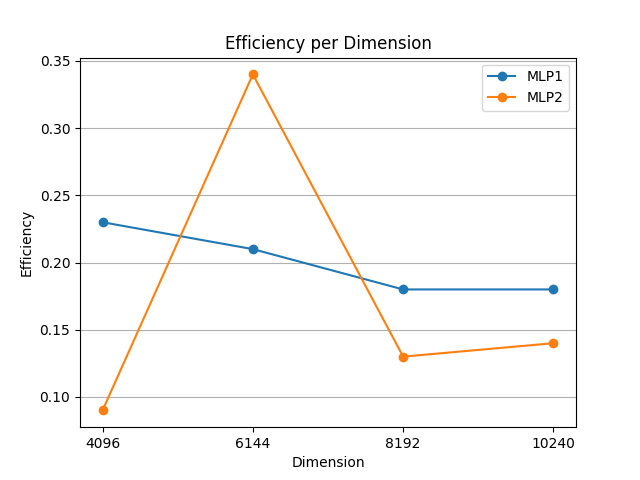 Efficiency per Dimension
0.35
0.30
0.25
0.20
0.15
0.10
Efficiency
MLP1
MLP2
4096 6144 8192 10240
Dimension